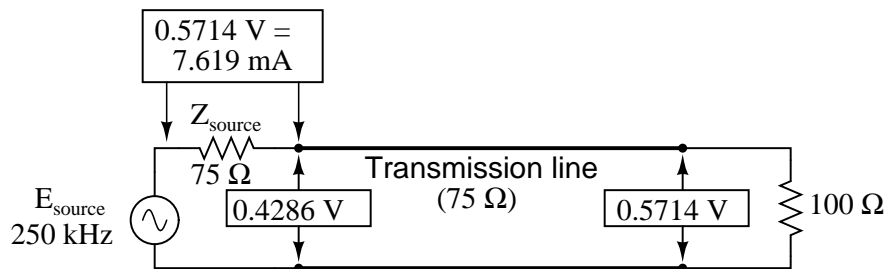 0.5714 V =
7.619 mA
Zsource
75 Ω
Transmission line
(75 Ω)
Esource
250 kHz
0.4286 V
0.5714 V
100 Ω